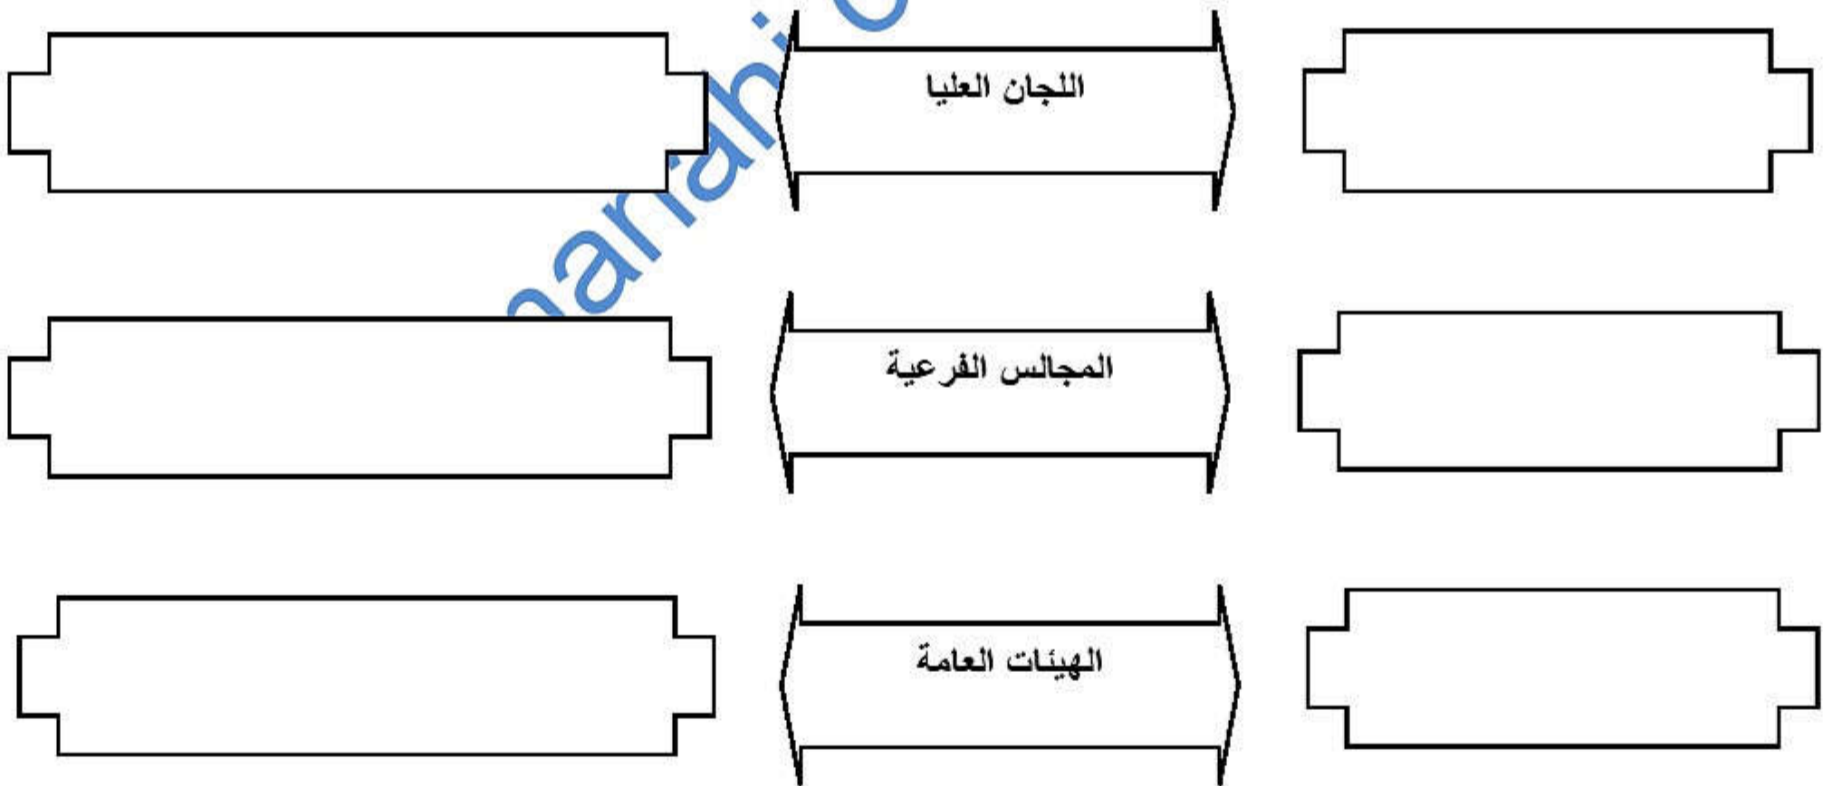 اللجان العليا
المجالس الفرعية
الهيئات العامة